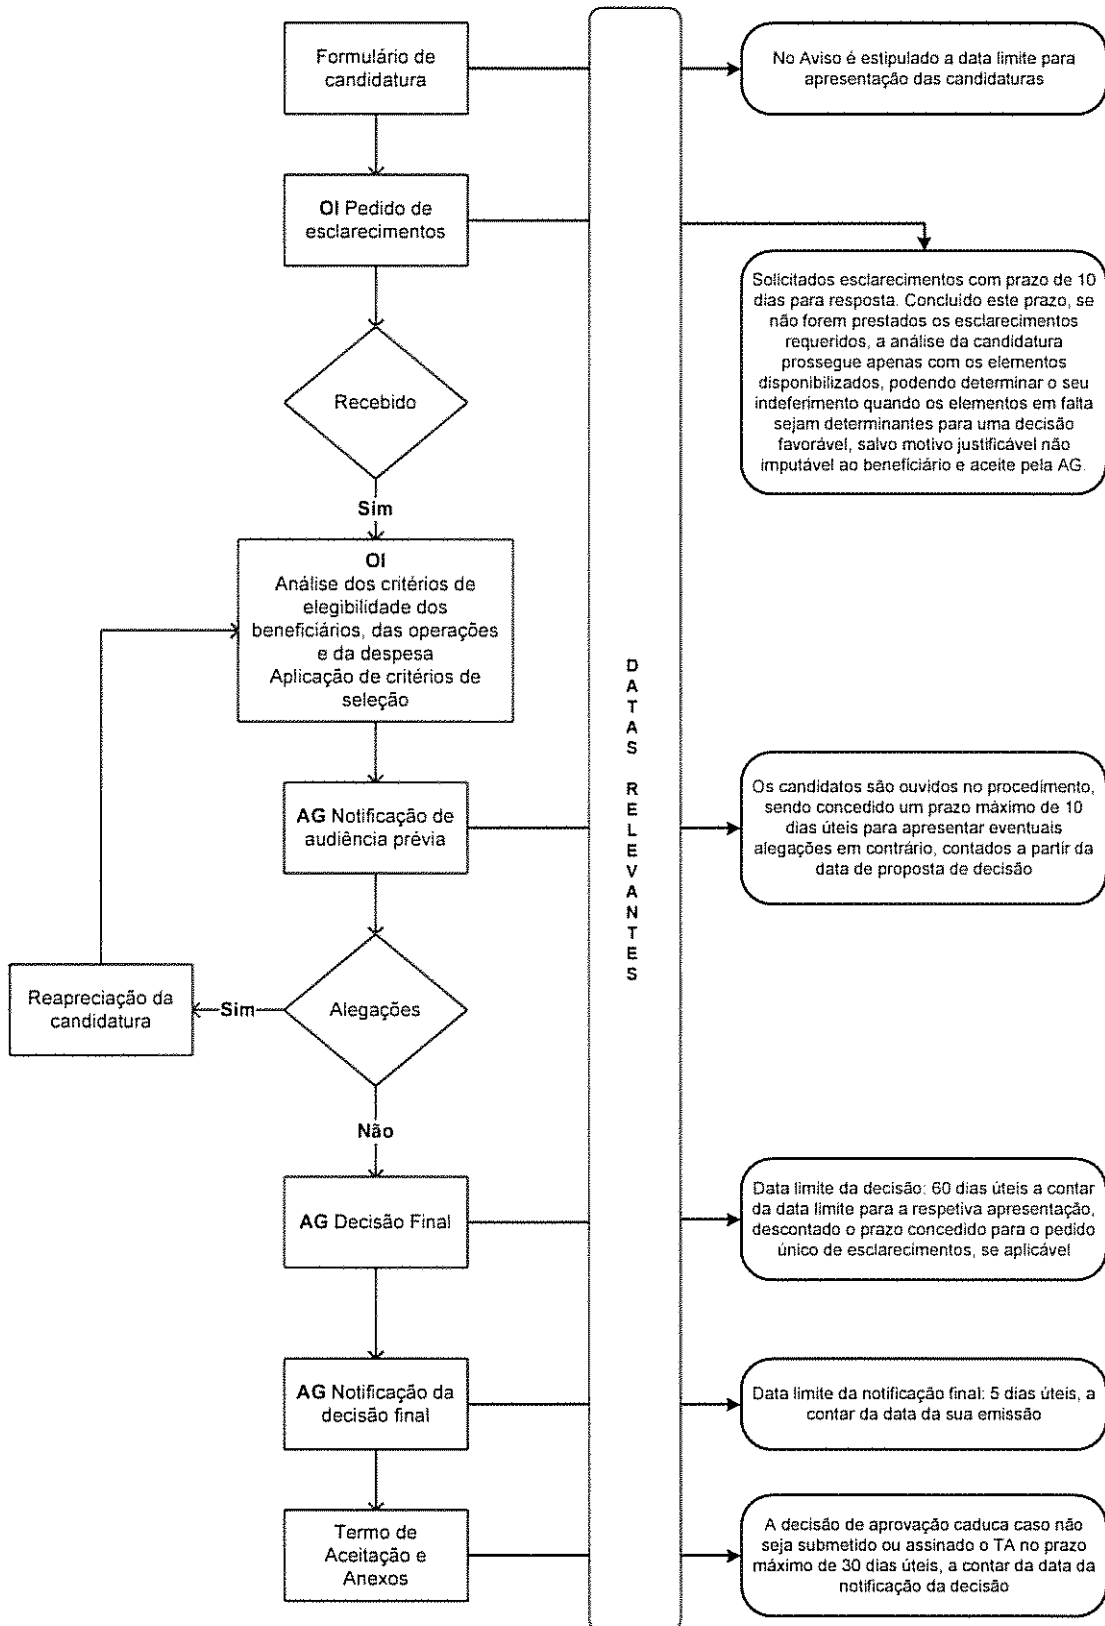 Formulário de
candidatura
No Aviso é estipulado a data limite para
apresentação das candidaturas
OI Pedido de
esclarecimentos
Solicitados esclarecimentos com prazo de 10
dias para resposta. Concluído este prazo, se
não forem prestados os esclarecimentos
requeridos, a análise da candidatura
prossegue apenas com os elementos
disponibilizados, podendo determinar o seu
indeferimento quando os elementos em falta
sejam determinantes para uma decisão
favorável, salvo motivo justificável não
imputável ao beneficiário e aceite pela AG.
Recebido
Sim
OI
Análise dos critérios de
elegibilidade dos
beneficiários, das operações
e da despesa
Aplicação de critérios de
seleção
DATAS RELEVANTES
AG Notificação de
audiência prévia
Os candidatos são ouvidos no procedimento,
sendo concedido um prazo máximo de 10
dias úteis para apresentar eventuais
alegações em contrário, contados a partir da
data de proposta de decisão
Reapreciação da
candidatura
Sim
Alegações
Não
AG Decisão Final
Data limite da decisão: 60 dias úteis a contar
da data limite para a respetiva apresentação,
descontado o prazo concedido para o pedido
único de esclarecimentos, se aplicável
AG Notificação da
decisão final
Data limite da notificação final: 5 dias úteis, a
contar da data da sua emissão
Termo de
Aceitação e
Anexos
A decisão de aprovação caduca caso não
seja submetido ou assinado o TA no prazo
máximo de 30 dias úteis, a contar da data da
notificação da decisão